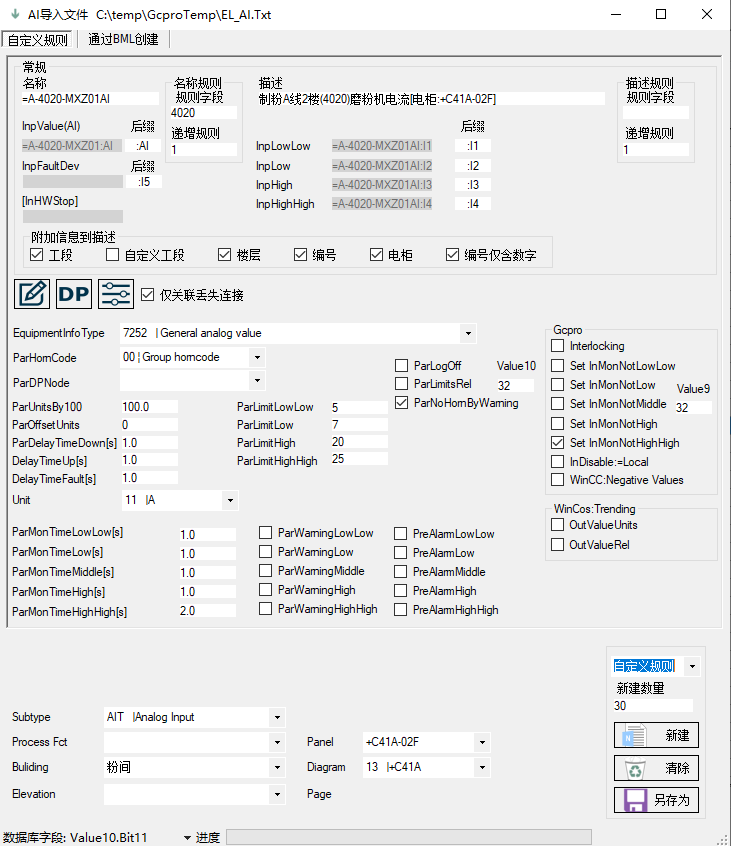 AI导入文件 C:\temp\GcproTemp\EL_AI.Txt
自定义规则 通过BML创建
常规
名称 名称规则 描述 描述规则
=A-4020-MXZ01AI 规则字段 制粉A线2楼(4020)磨粉机电流[电柜:+C41A-02F] 规则字段
4020
InpValue(AI) 后缀 递增规则 后缀 递增规则
=A-4020-MXZ01:AI :AI 1 InpLowLow =A-4020-MXZ01AI:I1 :I1 1
InpFaultDev 后缀 InpLow =A-4020-MXZ01AI:I2 :I2
:I5 InpHigh =A-4020-MXZ01AI:I3 :I3
[InHWStop] InpHighHigh =A-4020-MXZ01AI:I4 :I4
附加信息到描述
工段 自定义工段 楼层 编号 电柜 编号仅含数字
DP 仅关联丢失连接
EquipmentInfoType 7252 | General analog value Gcpro
ParHornCode 00 | Group horncode Interlocking
ParDPNode ParLogOff Value10 Set InMonNotLowLow
ParLimitsRel 32 Set InMonNotLow Value9
ParUnitsBy100 100.0 ParLimitLowLow 5 ParNoHornByWarning Set InMonNotMiddle 32
ParOffsetUnits 0 ParLimitLow 7 Set InMonNotHigh
ParDelayTimeDown[s] 1.0 ParLimitHigh 20 Set InMonNotHighHigh
DelayTimeUp[s] 1.0 ParLimitHighHigh 25 InDisable:=Local
DelayTimeFault[s] 1.0 WinCC:Negative Values
Unit 11 |A
WinCos:Trending
OutValueUnits
OutValueRel
ParMonTimeLowLow[s] 1.0 ParWarningLowLow PreAlarmLowLow
ParMonTimeLow[s] 1.0 ParWarningLow PreAlarmLow
ParMonTimeMiddle[s] 1.0 ParWarningMiddle PreAlarmMiddle
ParMonTimeHigh[s] 1.0 ParWarningHigh PreAlarmHigh
ParMonTimeHighHigh[s] 2.0 ParWarningHighHigh PreAlarmHighHigh
自定义规则
新建数量
30
Subtype AIT |Analog Input
新建
Process Fct Panel +C41A-02F
Buliding 粉间 Diagram 13 |+C41A 清除
Elevation Page 另存为
数据库字段: Value10.Bit11 进度